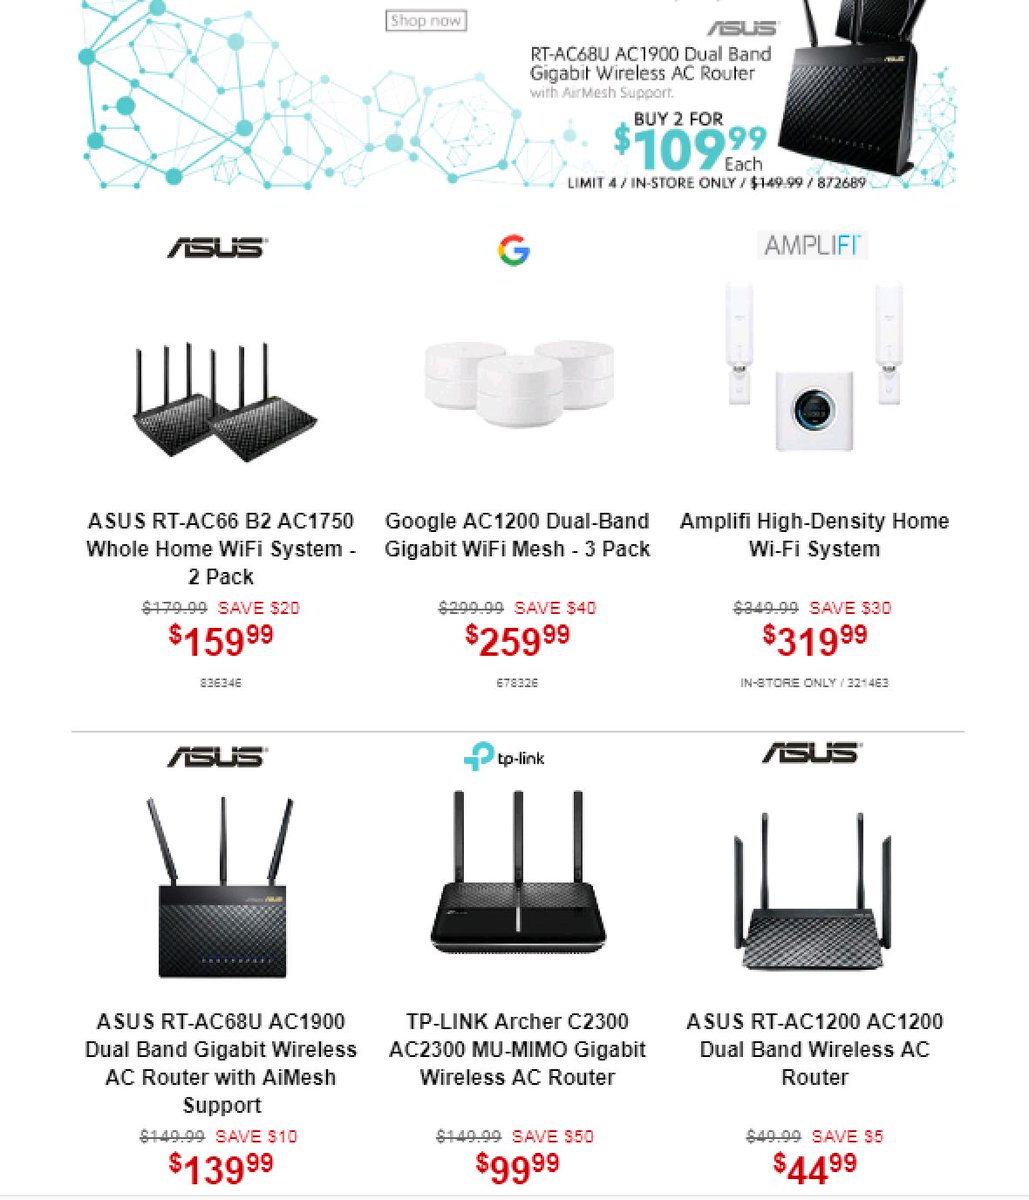 Shop now
ASUS
RT-AC68U AC1900 Dual Band
Gigabit Wireless AC Router
with AirMesh Support.
BUY 2 FOR
$109.99
Each
LIMIT 4 / IN-STORE ONLY / $149.99 / 872689
ASUS
G
AMPLIFI
ASUS RT-AC66 B2 AC1750
Whole Home WiFi System -
2 Pack
$179.99 SAVE $20
$159.99
836346
Google AC1200 Dual-Band
Gigabit WiFi Mesh - 3 Pack
$299.99 SAVE $40
$259.99
678326
Amplifi High-Density Home
Wi-Fi System
$349.99 SAVE $30
$319.99
IN-STORE ONLY / 321463
ASUS
tp-link
ASUS
ASUS RT-AC68U AC1900
Dual Band Gigabit Wireless
AC Router with AiMesh
Support
$149.99 SAVE $10
$139.99
TP-LINK Archer C2300
AC2300 MU-MIMO Gigabit
Wireless AC Router
$149.99 SAVE $50
$99.99
ASUS RT-AC1200 AC1200
Dual Band Wireless AC
Router
$49.99 SAVE $5
$44.99